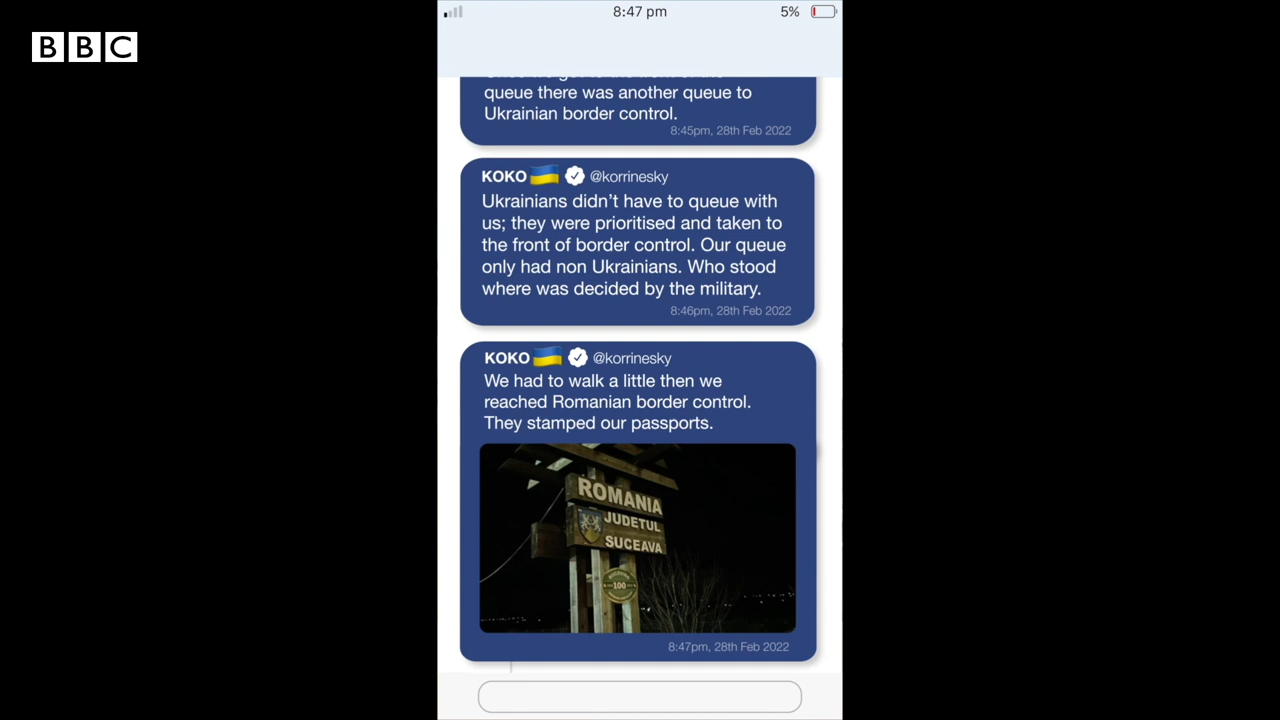 BBC
8:47 pm
5%
queue there was another queue to
Ukrainian border control.
8:45pm, 28th Feb 2022
KOKO @korrinesky
Ukrainians didn’t have to queue with
us; they were prioritised and taken to
the front of border control. Our queue
only had non Ukrainians. Who stood
where was decided by the military.
8:46pm, 28th Feb 2022
KOKO @korrinesky
We had to walk a little then we
reached Romanian border control.
They stamped our passports.
ROMANIA
JUDETUL
SUCEAVA
100
8:47pm, 28th Feb 2022